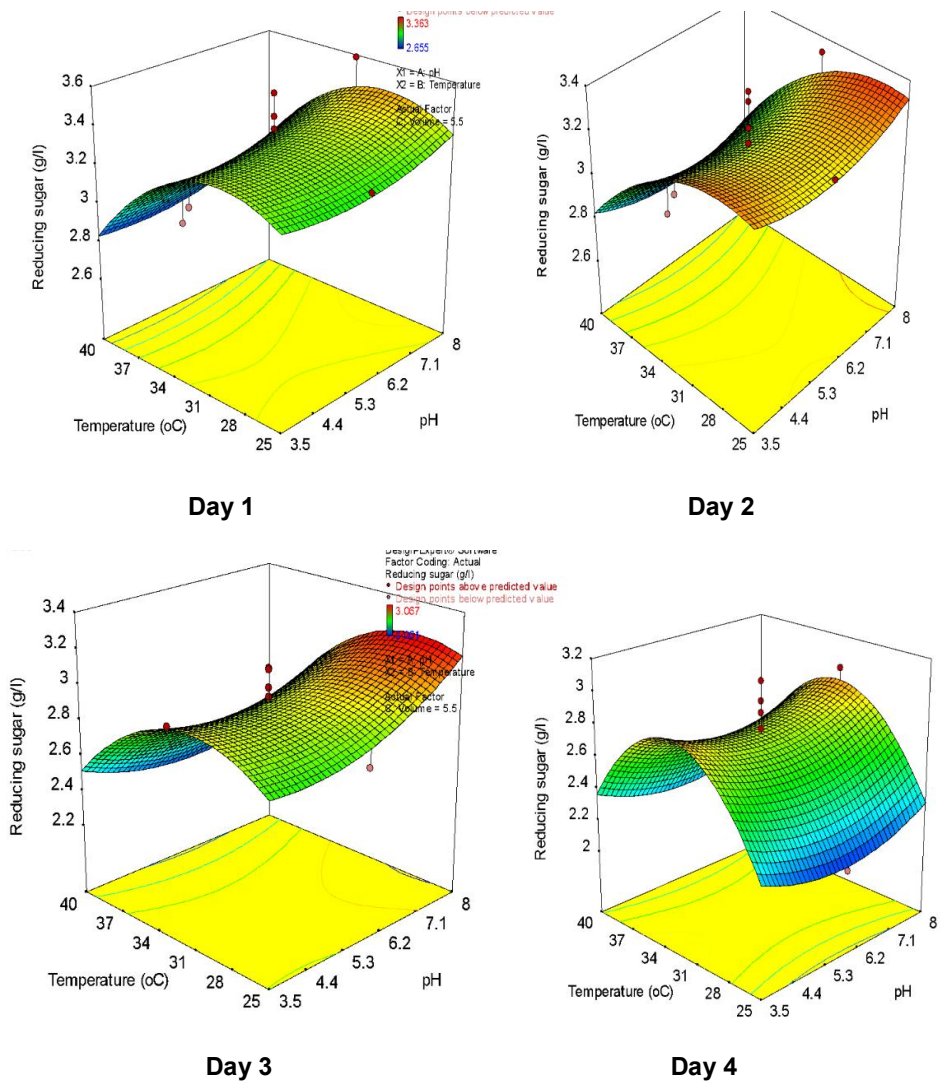 Design points below predicted value
3.363
2.655
X1 = A: pH
X2 = B: Temperature
Actual Factor
C: Volume = 5.5
3.6
3.4
3.2
3
2.8
2.6
Reducing sugar (g/l)
40
37
34
31
28
25
Temperature (oC)
3.5
4.4
5.3
6.2
7.1
8
pH
Day 1
3.4
3.2
3
2.8
2.6
Reducing sugar (g/l)
40
37
34
31
28
25
Temperature (oC)
3.5
4.4
5.3
6.2
7.1
8
pH
Day 2
Design-Expert® Software
Factor Coding: Actual
Reducing sugar (g/l)
Design points above predicted value
Design points below predicted value
3.067
X1 = A: pH
X2 = B: Temperature
Actual Factor
C: Volume = 5.5
3.4
3.2
3
2.8
2.6
2.4
2.2
Reducing sugar (g/l)
40
37
34
31
28
25
Temperature (oC)
3.5
4.4
5.3
6.2
7.1
8
pH
Day 3
3.2
3
2.8
2.6
2.4
2.2
2
Reducing sugar (g/l)
40
37
34
31
28
25
Temperature (oC)
3.5
4.4
5.3
6.2
7.1
8
pH
Day 4